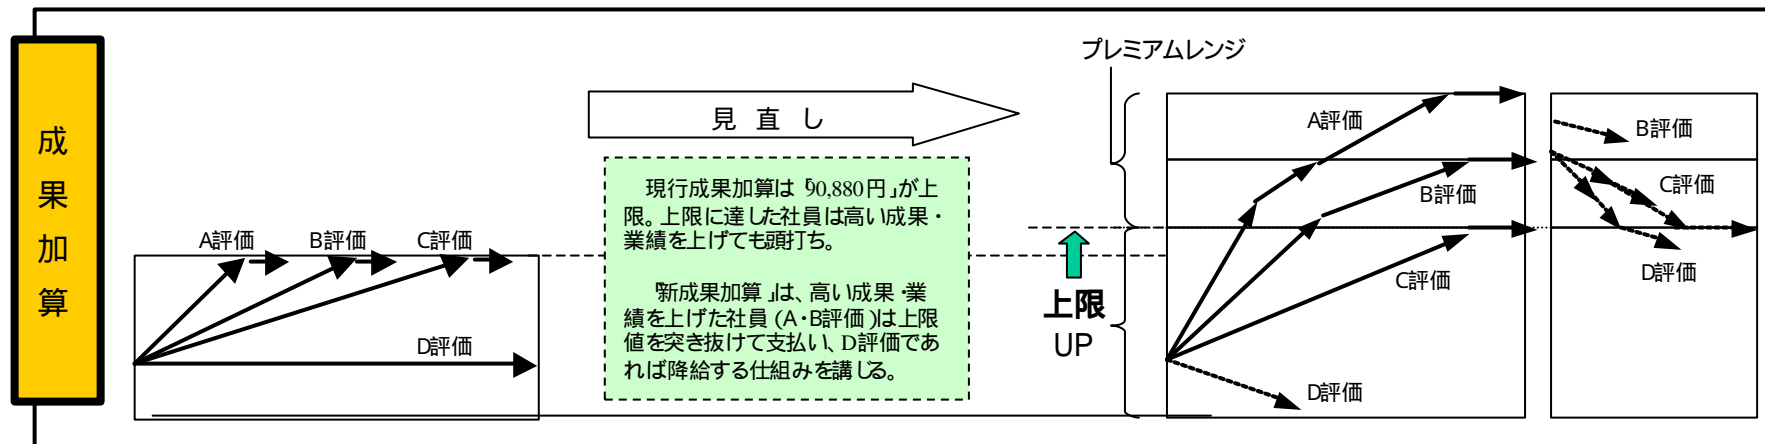 成果加算
A評価
B評価
C評価
D評価
見直し
現行成果加算は「90,880円」が上
限。上限に達した社員は高い成果・
業績を上げても頭打ち。
「新成果加算」は、高い成果・業
績を上げた社員(A・B評価)は上限
値を突き抜けて支払い、D評価であ
れば降給する仕組みを講じる。
プレミアムレンジ
上限
UP
A評価
B評価
C評価
D評価
B評価
C評価
D評価